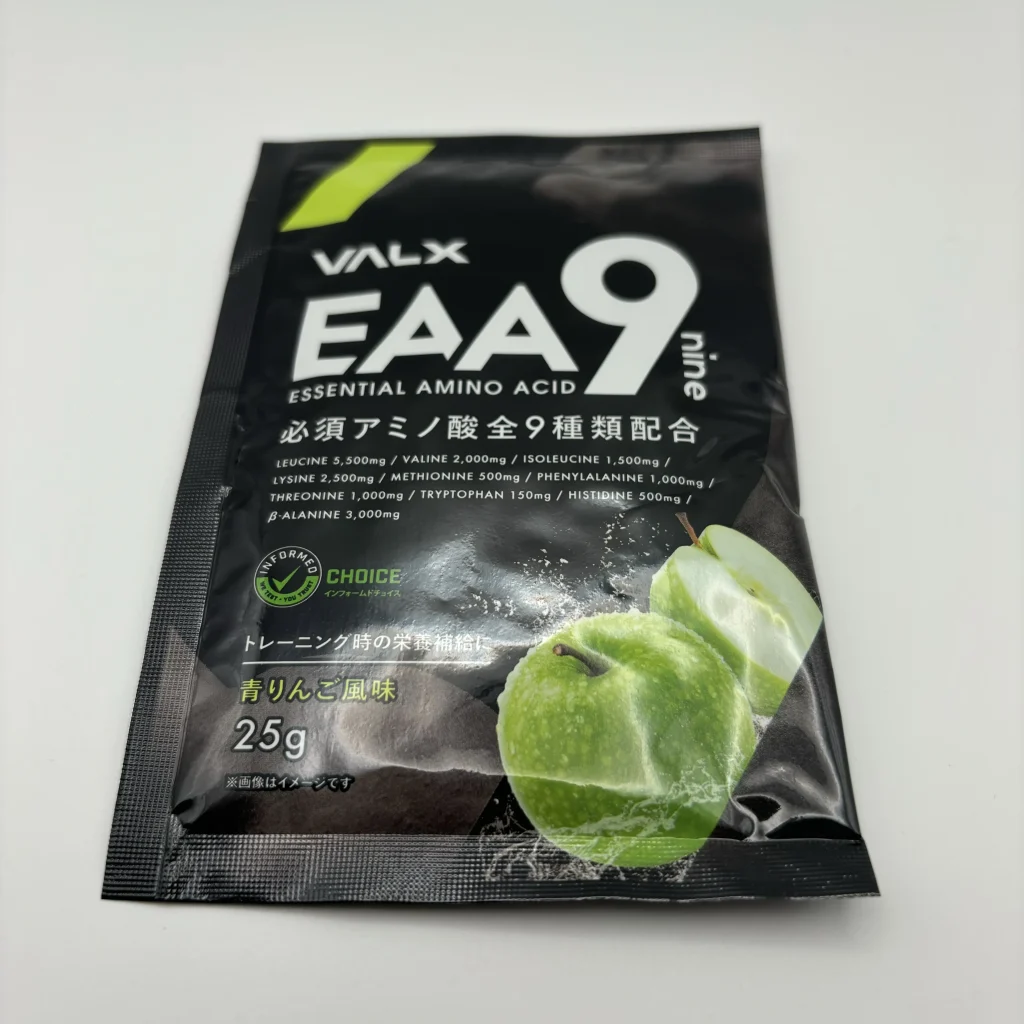 VALX
EAA9
nine
ESSENTIAL AMINO ACID
必須アミノ酸全9種類配合
LEUCINE 5,500mg / VALINE 2,000mg / ISOLEUCINE 1,500mg /
LYSINE 2,500mg / METHIONINE 500mg / PHENYLALANINE 1,000mg /
THREONINE 1,000mg / TRYPTOPHAN 150mg / HISTIDINE 500mg /
β-ALANINE 3,000mg
INFORMED
WE TEST · YOU TRUST
CHOICE
インフォームドチョイス
トレーニング時の栄養補給に
青りんご風味
25g
※画像はイメージです